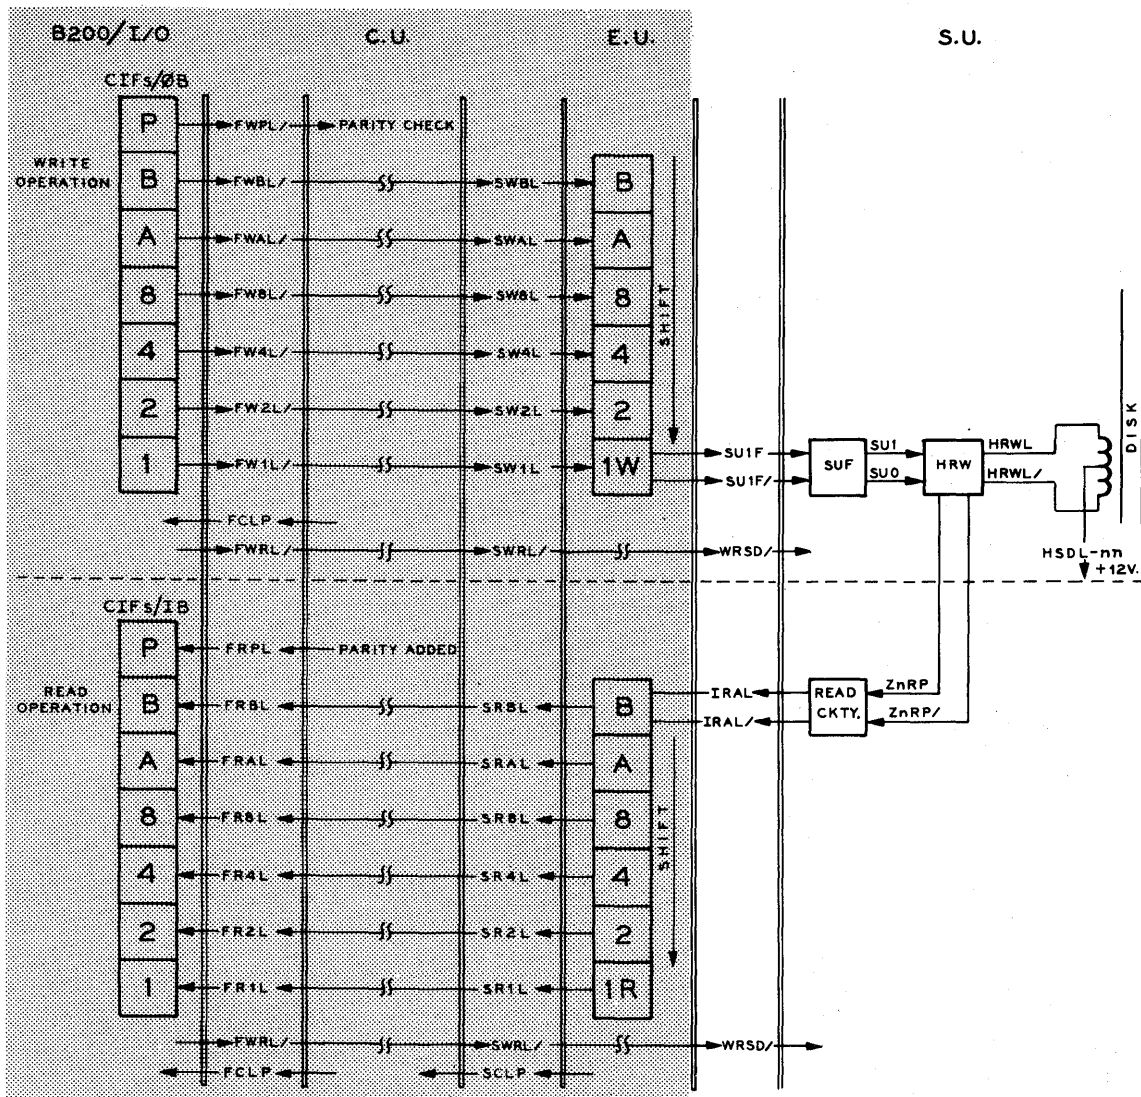 B200/I/O C.U. E.U. S.U.
CIFs/ØB
P FWPL/ PARITY CHECK
WRITE OPERATION
B FWBL/ SWBL B
A FWAL/ SWAL A
8 FW8L/ SW8L 8
SHIFT
4 FW4L/ SW4L 4
2 FW2L/ SW2L 2
1 FW1L/ SW1L 1W
SU1F SUF SU1 HRW HRWL
SU1F/ SU0 HRWL/
DISK
FCLP
FWRL/ SWRL/ WRSD/
HSDL-nn
+12V.
CIFs/IB
P FRPL PARITY ADDED
READ OPERATION
B FRBL SRBL B
IRAL READ CKTY. ZnRP
IRAL/ ZnRP/
A FRAL SRAL A
8 FR8L SR8L 8
SHIFT
4 FR4L SR4L 4
2 FR2L SR2L 2
1 FR1L SR1L 1R
FWRL/ SWRL/ WRSD/
FCLP SCLP